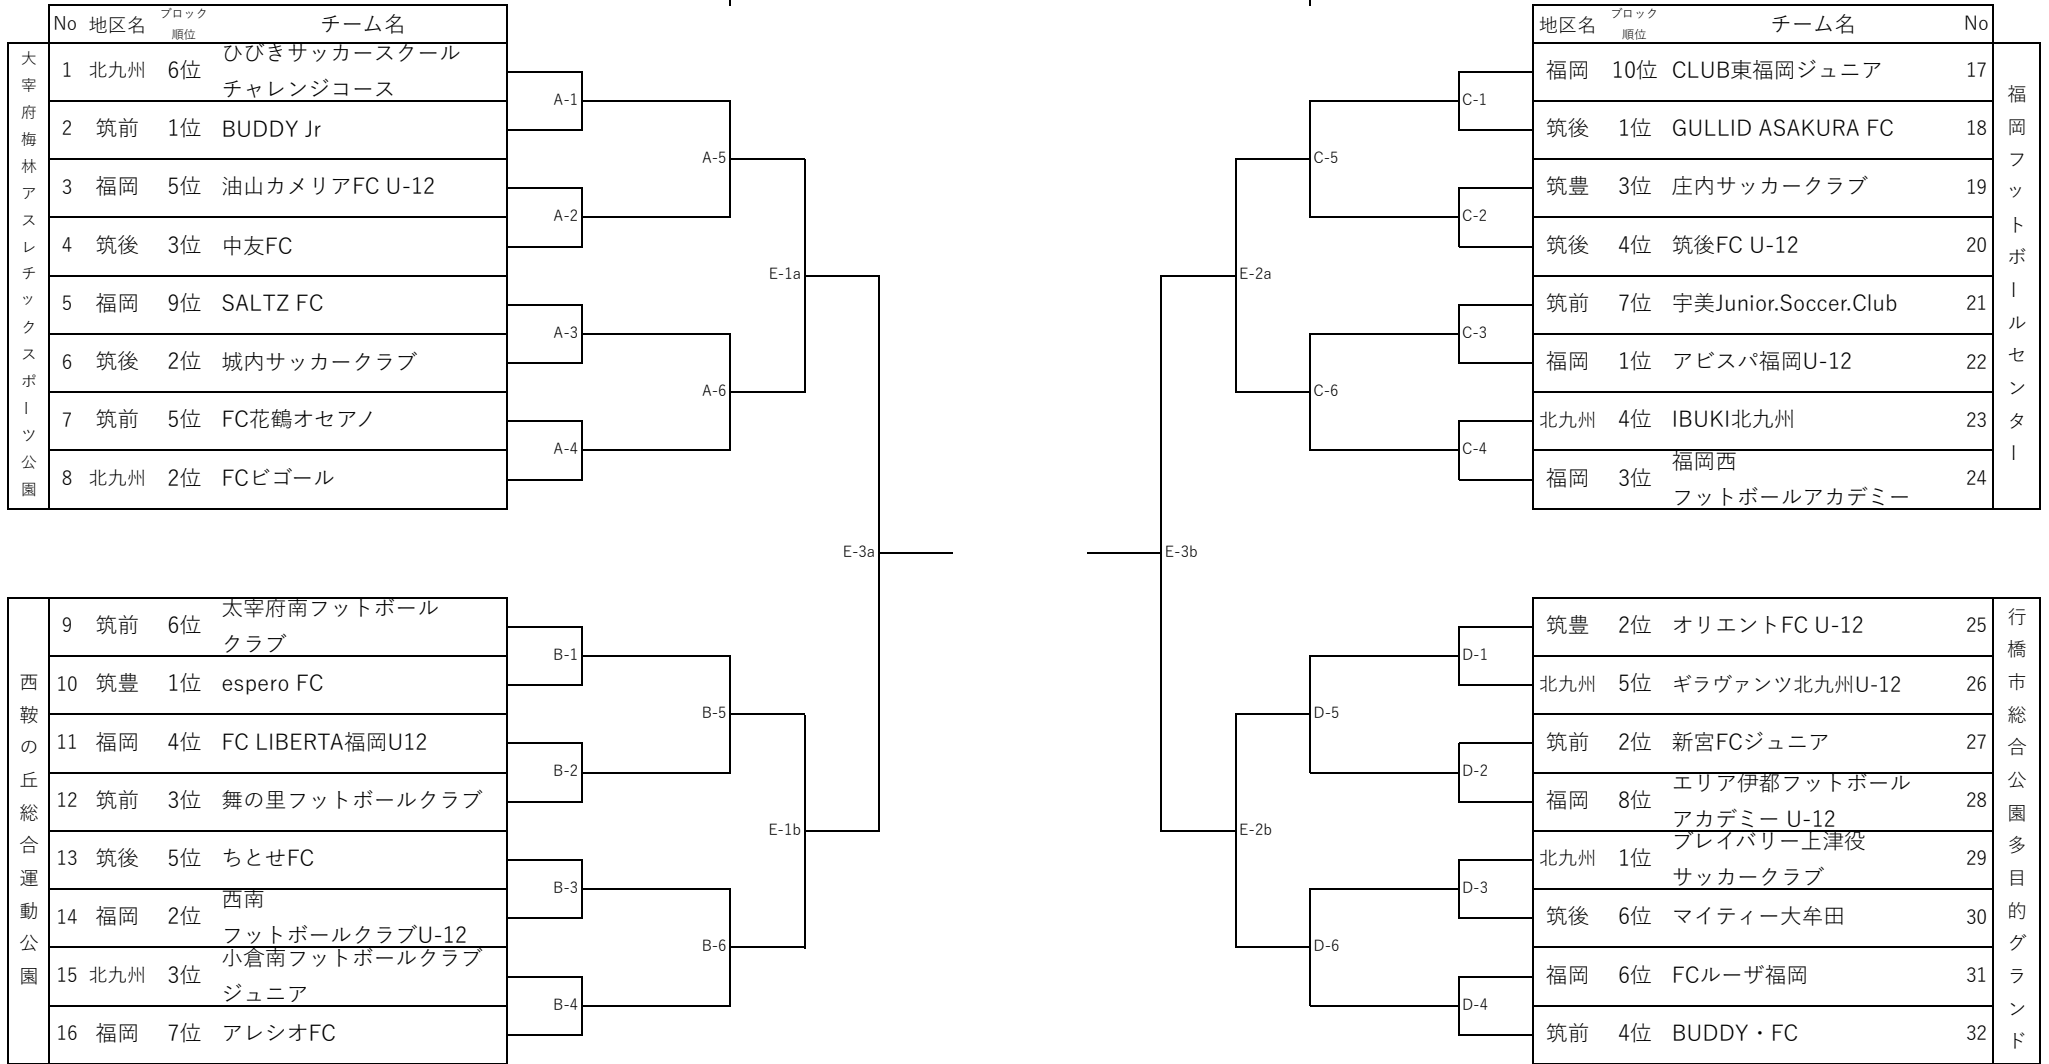 No 地区名 ブロック順位 チーム名
大宰府梅林アスレチックスポーツ公園
1 北九州 6位 ひびきサッカースクール
チャレンジコース
2 筑前 1位 BUDDY Jr
3 福岡 5位 油山カメリアFC U-12
4 筑後 3位 中友FC
5 福岡 9位 SALTZ FC
6 筑後 2位 城内サッカークラブ
7 筑前 5位 FC花鶴オセアノ
8 北九州 2位 FCビゴール
A-1
A-2
A-3
A-4
A-5
A-6
E-1a
E-3a
西鞍の丘総合運動公園
9 筑前 6位 太宰府南フットボール
クラブ
10 筑豊 1位 espero FC
11 福岡 4位 FC LIBERTA福岡U12
12 筑前 3位 舞の里フットボールクラブ
13 筑後 5位 ちとせFC
14 福岡 2位 西南
フットボールクラブU-12
15 北九州 3位 小倉南フットボールクラブ
ジュニア
16 福岡 7位 アレシオFC
B-1
B-2
B-3
B-4
B-5
B-6
E-1b
地区名 ブロック順位 チーム名 No
福岡フットボールセンター
福岡 10位 CLUB東福岡ジュニア 17
筑後 1位 GULLID ASAKURA FC 18
筑豊 3位 庄内サッカークラブ 19
筑後 4位 筑後FC U-12 20
筑前 7位 宇美Junior.Soccer.Club 21
福岡 1位 アビスパ福岡U-12 22
北九州 4位 IBUKI北九州 23
福岡 3位 福岡西
フットボールアカデミー 24
C-1
C-2
C-3
C-4
C-5
C-6
E-2a
E-3b
行橋市総合公園多目的グランド
筑豊 2位 オリエントFC U-12 25
北九州 5位 ギラヴァンツ北九州U-12 26
筑前 2位 新宮FCジュニア 27
福岡 8位 エリア伊都フットボール
アカデミー U-12 28
北九州 1位 ブレイバリー上津役
サッカークラブ 29
筑後 6位 マイティー大牟田 30
福岡 6位 FCルーザ福岡 31
筑前 4位 BUDDY・FC 32
D-1
D-2
D-3
D-4
D-5
D-6
E-2b